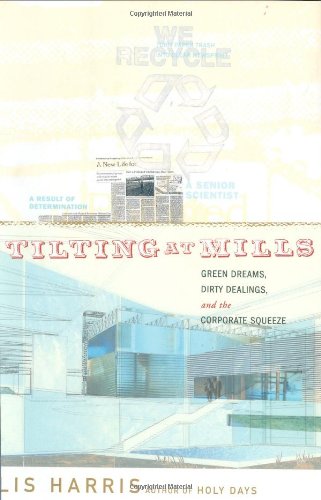 WE
RECYCLE
A RESULT OF
DETERMINATION
A SENIOR
SCIENTIST
TILTING AT MILLS
GREEN DREAMS,
DIRTY DEALINGS,
and the
CORPORATE SQUEEZE
LIS HARRIS AUTHOR OF HOLY DAYS